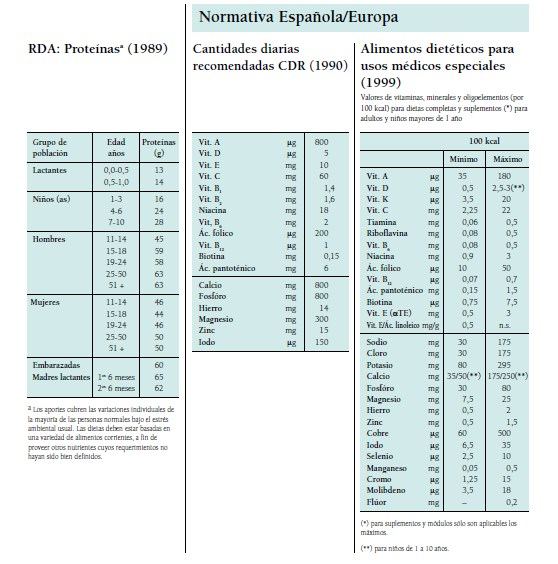 Normativa Española/Europa
RDA: Proteínasª (1989)
Grupo de población Edad años Proteínas (g)
Lactantes 0,0-0,5 13
0,5-1,0 14
Niños (as) 1-3 16
4-6 24
7-10 28
Hombres 11-14 45
15-18 59
19-24 58
25-50 63
51 + 63
Mujeres 11-14 46
15-18 44
19-24 46
25-50 50
51 + 50
Embarazadas 60
Madres lactantes 1ᵒˢ 6 meses 65
2ᵒˢ 6 meses 62
ª Los aportes cubren las variaciones individuales de
la mayoría de las personas normales bajo el estrés
ambiental usual. Las dietas deben estar basadas en
una variedad de alimentos corrientes, a fin de
proveer otros nutrientes cuyos requerimientos no
hayan sido bien definidos.
Cantidades diarias
recomendadas CDR (1990)
Vit. A µg 800
Vit. D µg 5
Vit. E mg 10
Vit. C mg 60
Vit. B₁ mg 1,4
Vit. B₂ mg 1,6
Niacina mg 18
Vit. B₆ mg 2
Ác. fólico µg 200
Vit. B₁₂ µg 1
Biotina mg 0,15
Ác. pantoténico mg 6
Calcio mg 800
Fosfóro mg 800
Hierro mg 14
Magnesio mg 300
Zinc mg 15
Iodo µg 150
Alimentos dietéticos para
usos médicos especiales
(1999)
Valores de vitaminas, minerales y oligoelementos (por
100 kcal) para dietas completas y suplementos (*) para
adultos y niños mayores de 1 año
100 kcal
Mínimo Máximo
Vit. A µg 35 180
Vit. D µg 0,5 2,5-3(**)
Vit. K µg 3,5 20
Vit. C mg 2,25 22
Tiamina mg 0,06 0,5
Riboflavina mg 0,08 0,5
Vit. B₆ mg 0,08 0,5
Niacina mg 0,9 3
Ác. fólico µg 10 50
Vit. B₁₂ µg 0,07 0,7
Ác. pantoténico mg 0,15 1,5
Biotina µg 0,75 7,5
Vit. E (αTE) mg 0,5 3
Vit. E/Ác. linoleico mg/g 0,5 n.s.
Sodio mg 30 175
Cloro mg 30 175
Potasio mg 80 295
Calcio mg 35/50(**) 175/250(**)
Fosfóro mg 30 80
Magnesio mg 7,5 25
Hierro mg 0,5 2
Zinc mg 0,5 1,5
Cobre µg 60 500
Iodo µg 6,5 35
Selenio µg 2,5 10
Manganeso mg 0,05 0,5
Cromo µg 1,25 15
Molibdeno µg 3,5 18
Flúor mg – 0,2
(*) para suplementos y módulos sólo son aplicables los
máximos.
(**) para niños de 1 a 10 años.